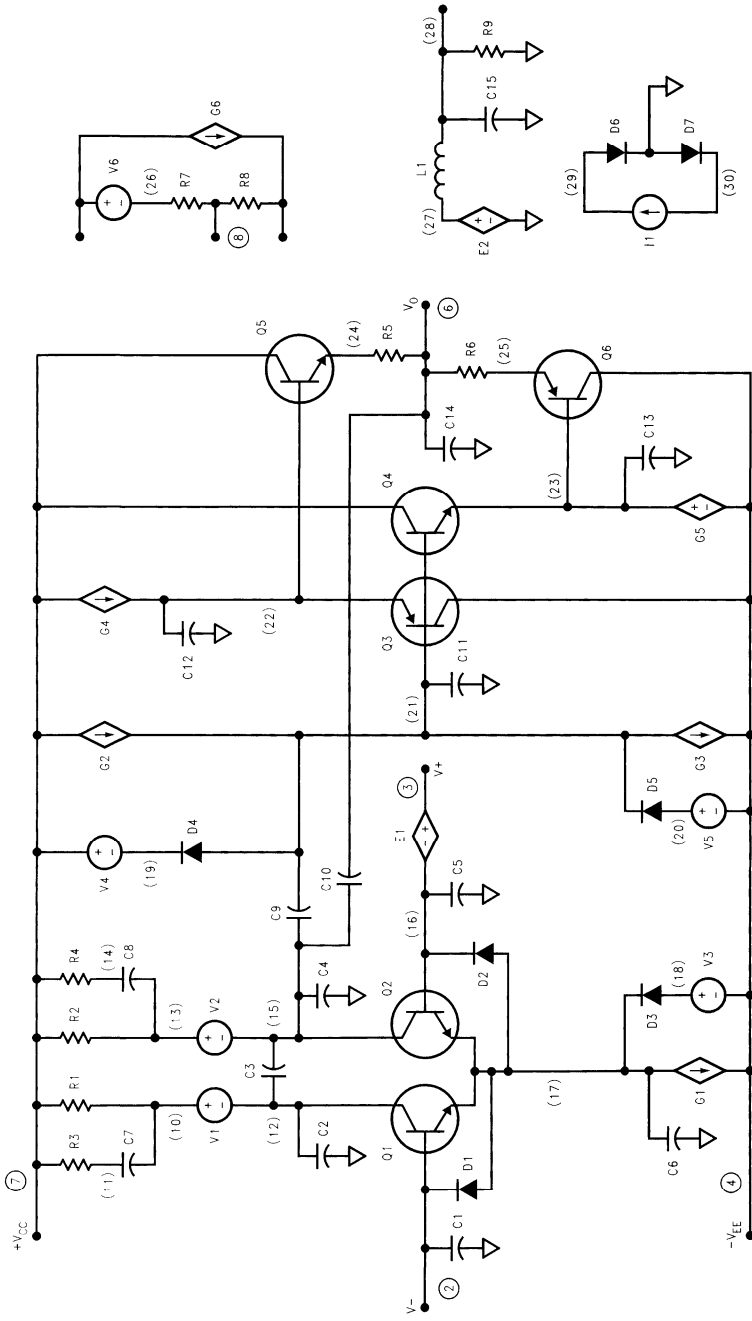 +VCC
7
R3
R1
R2
R4
C7
(11)
(10)
(13)
(14)
C8
V1
V2
(12)
C3
(15)
C2
C4
C9
C10
V4
(19)
D4
G2
G4
C12
(22)
Q5
(24)
R5
VO
6
R6
(25)
Q6
C14
Q4
Q3
C11
(21)
(23)
C13
G5
V-
2
C1
D1
Q1
Q2
D2
(16)
C5
E1
3
V+
(17)
C6
G1
D3
(18)
V3
D5
(20)
V5
G3
4
-VEE
V6
(26)
R7
8
R8
G6
(27)
E2
L1
C15
(28)
R9
(29)
D6
I1
D7
(30)
+
-
+
-
+
-
+
-
+
-
+
-
-
+
+
-
+
-